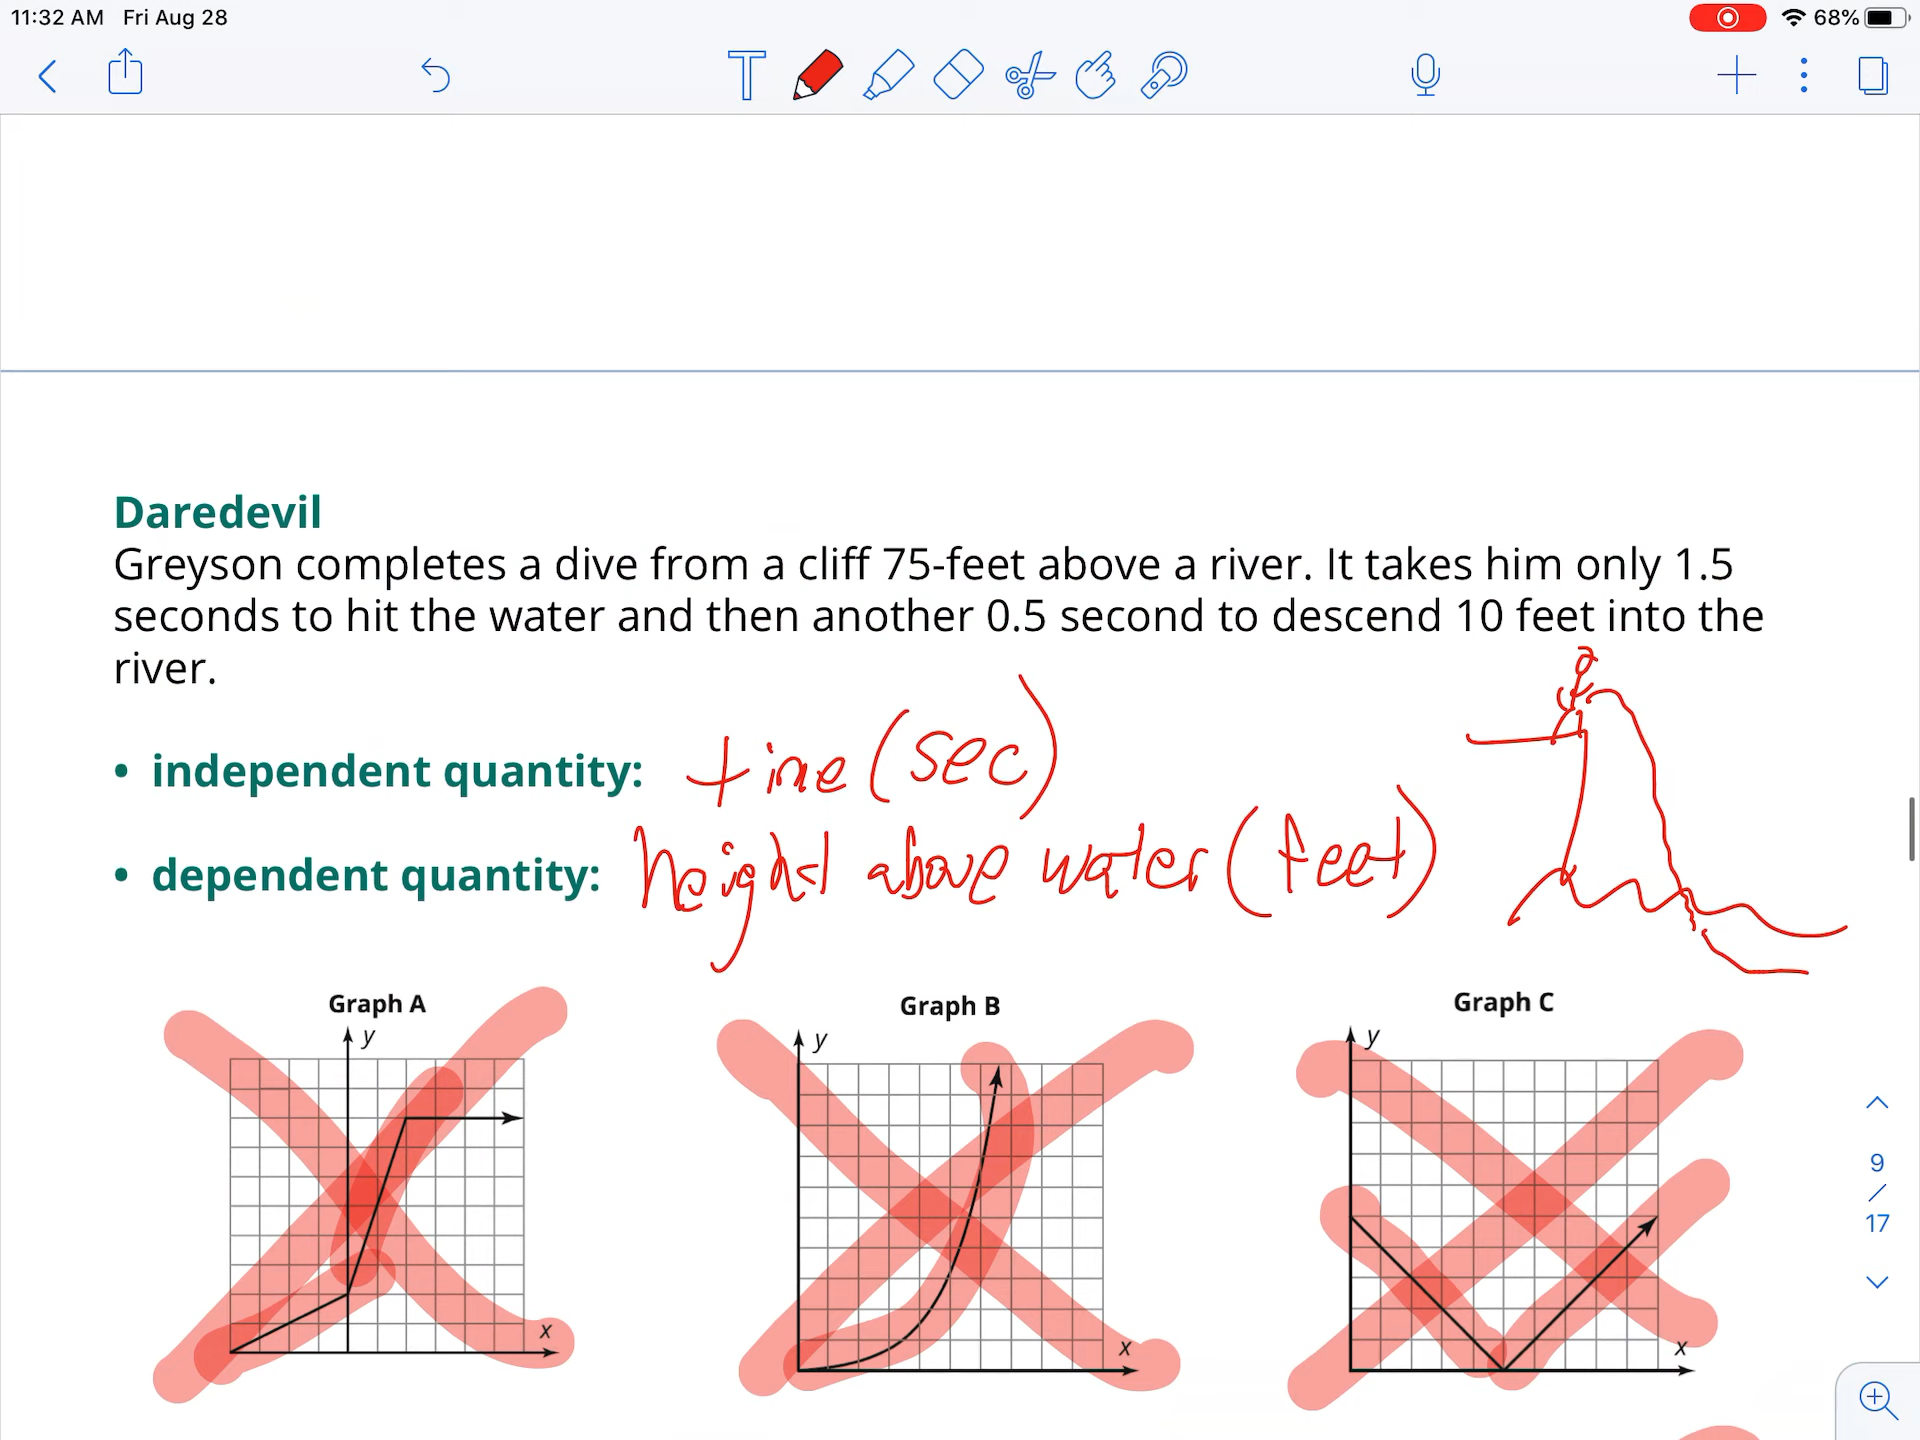 11:32 AM Fri Aug 28
68%
T
Daredevil
Greyson completes a dive from a cliff 75-feet above a river. It takes him only 1.5
seconds to hit the water and then another 0.5 second to descend 10 feet into the
river.
• independent quantity: time (sec)
• dependent quantity: height above water (feet)
Graph A
Graph B
Graph C
y
y
y
x
x
x
9
/
17